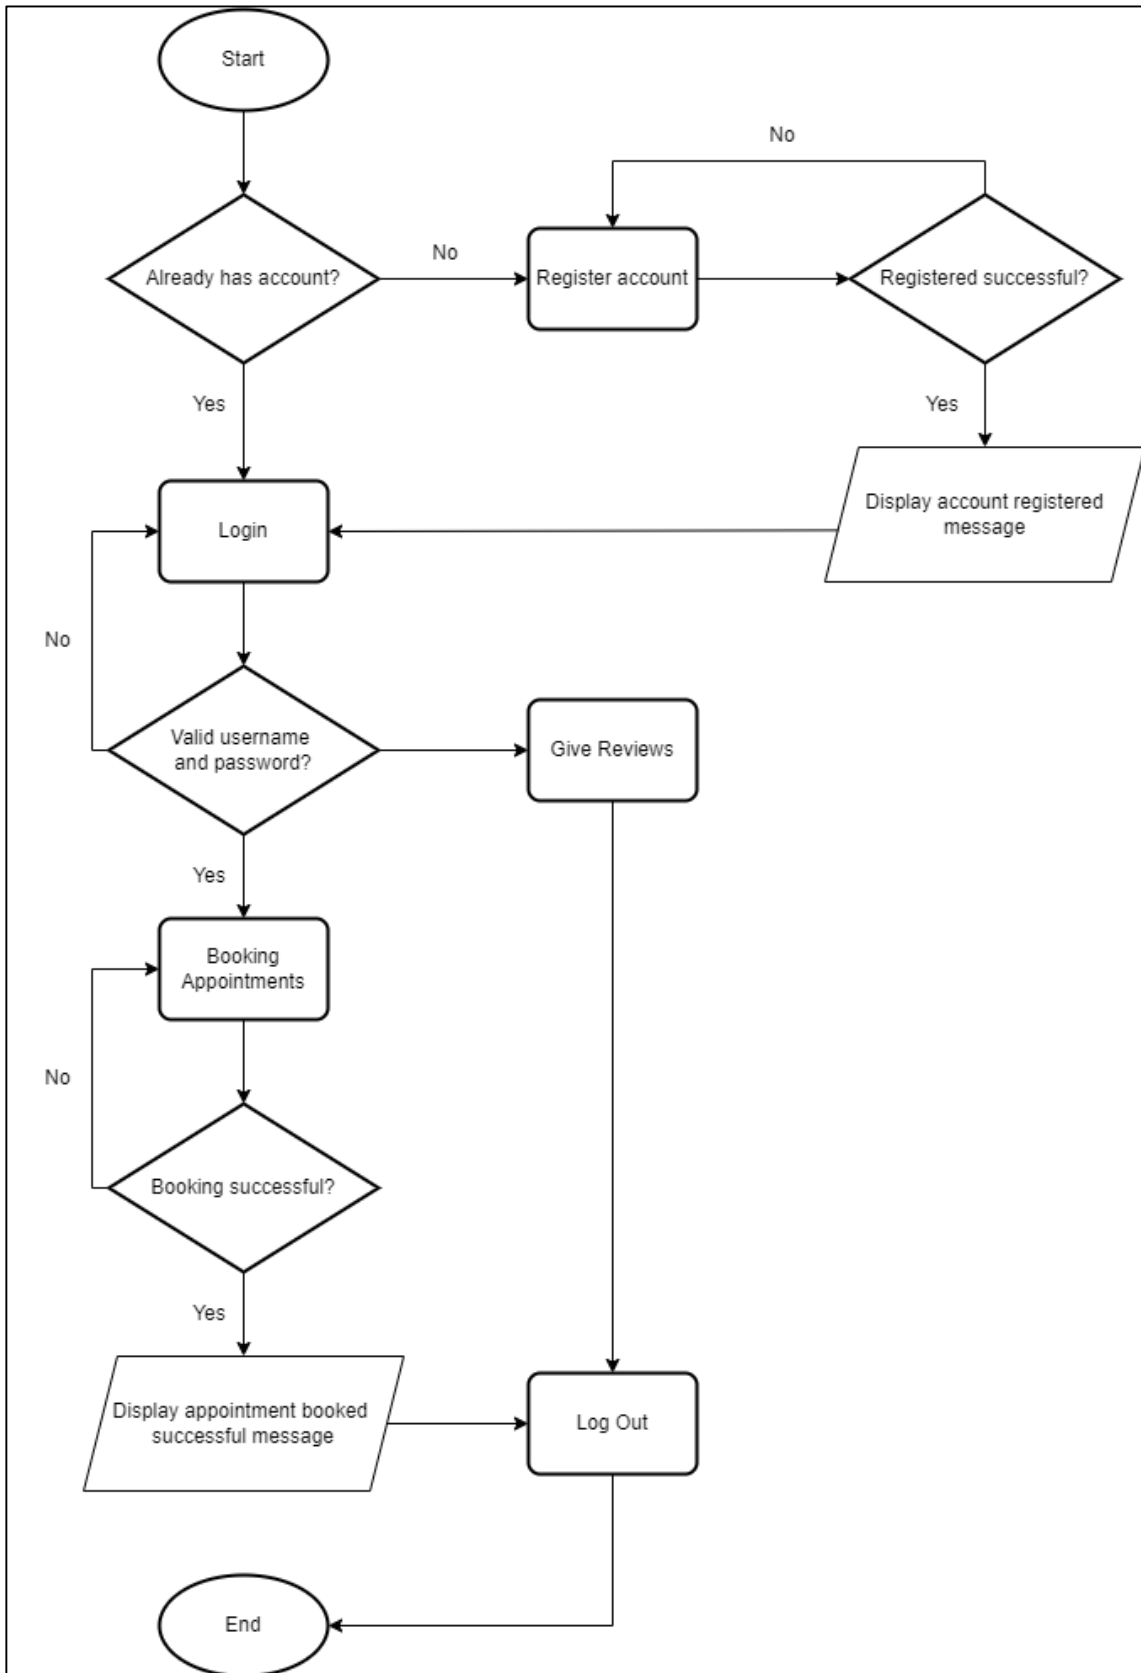 Start
No
Already has account?
No
Register account
Registered successful?
Yes
Yes
Display account registered
message
Login
No
Valid username
and password?
Give Reviews
Yes
Booking
Appointments
No
Booking successful?
Yes
Display appointment booked
successful message
Log Out
End